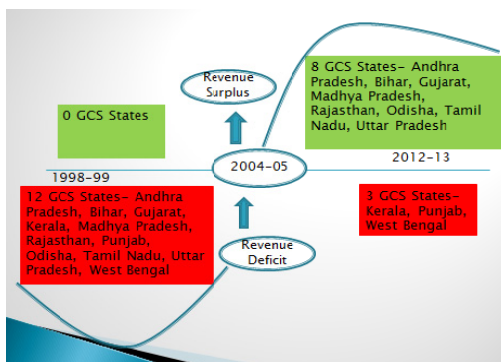 8 GCS States- Andhra
Pradesh, Bihar, Gujarat,
Madhya Pradesh,
Rajasthan, Odisha, Tamil
Nadu, Uttar Pradesh
Revenue
Surplus
0 GCS States
2004-05
2012-13
1998-99
12 GCS States- Andhra
Pradesh, Bihar, Gujarat,
Kerala, Madhya Pradesh,
Rajasthan, Punjab,
Odisha, Tamil Nadu, Uttar
Pradesh, West Bengal
3 GCS States-
Kerala, Punjab,
West Bengal
Revenue
Deficit